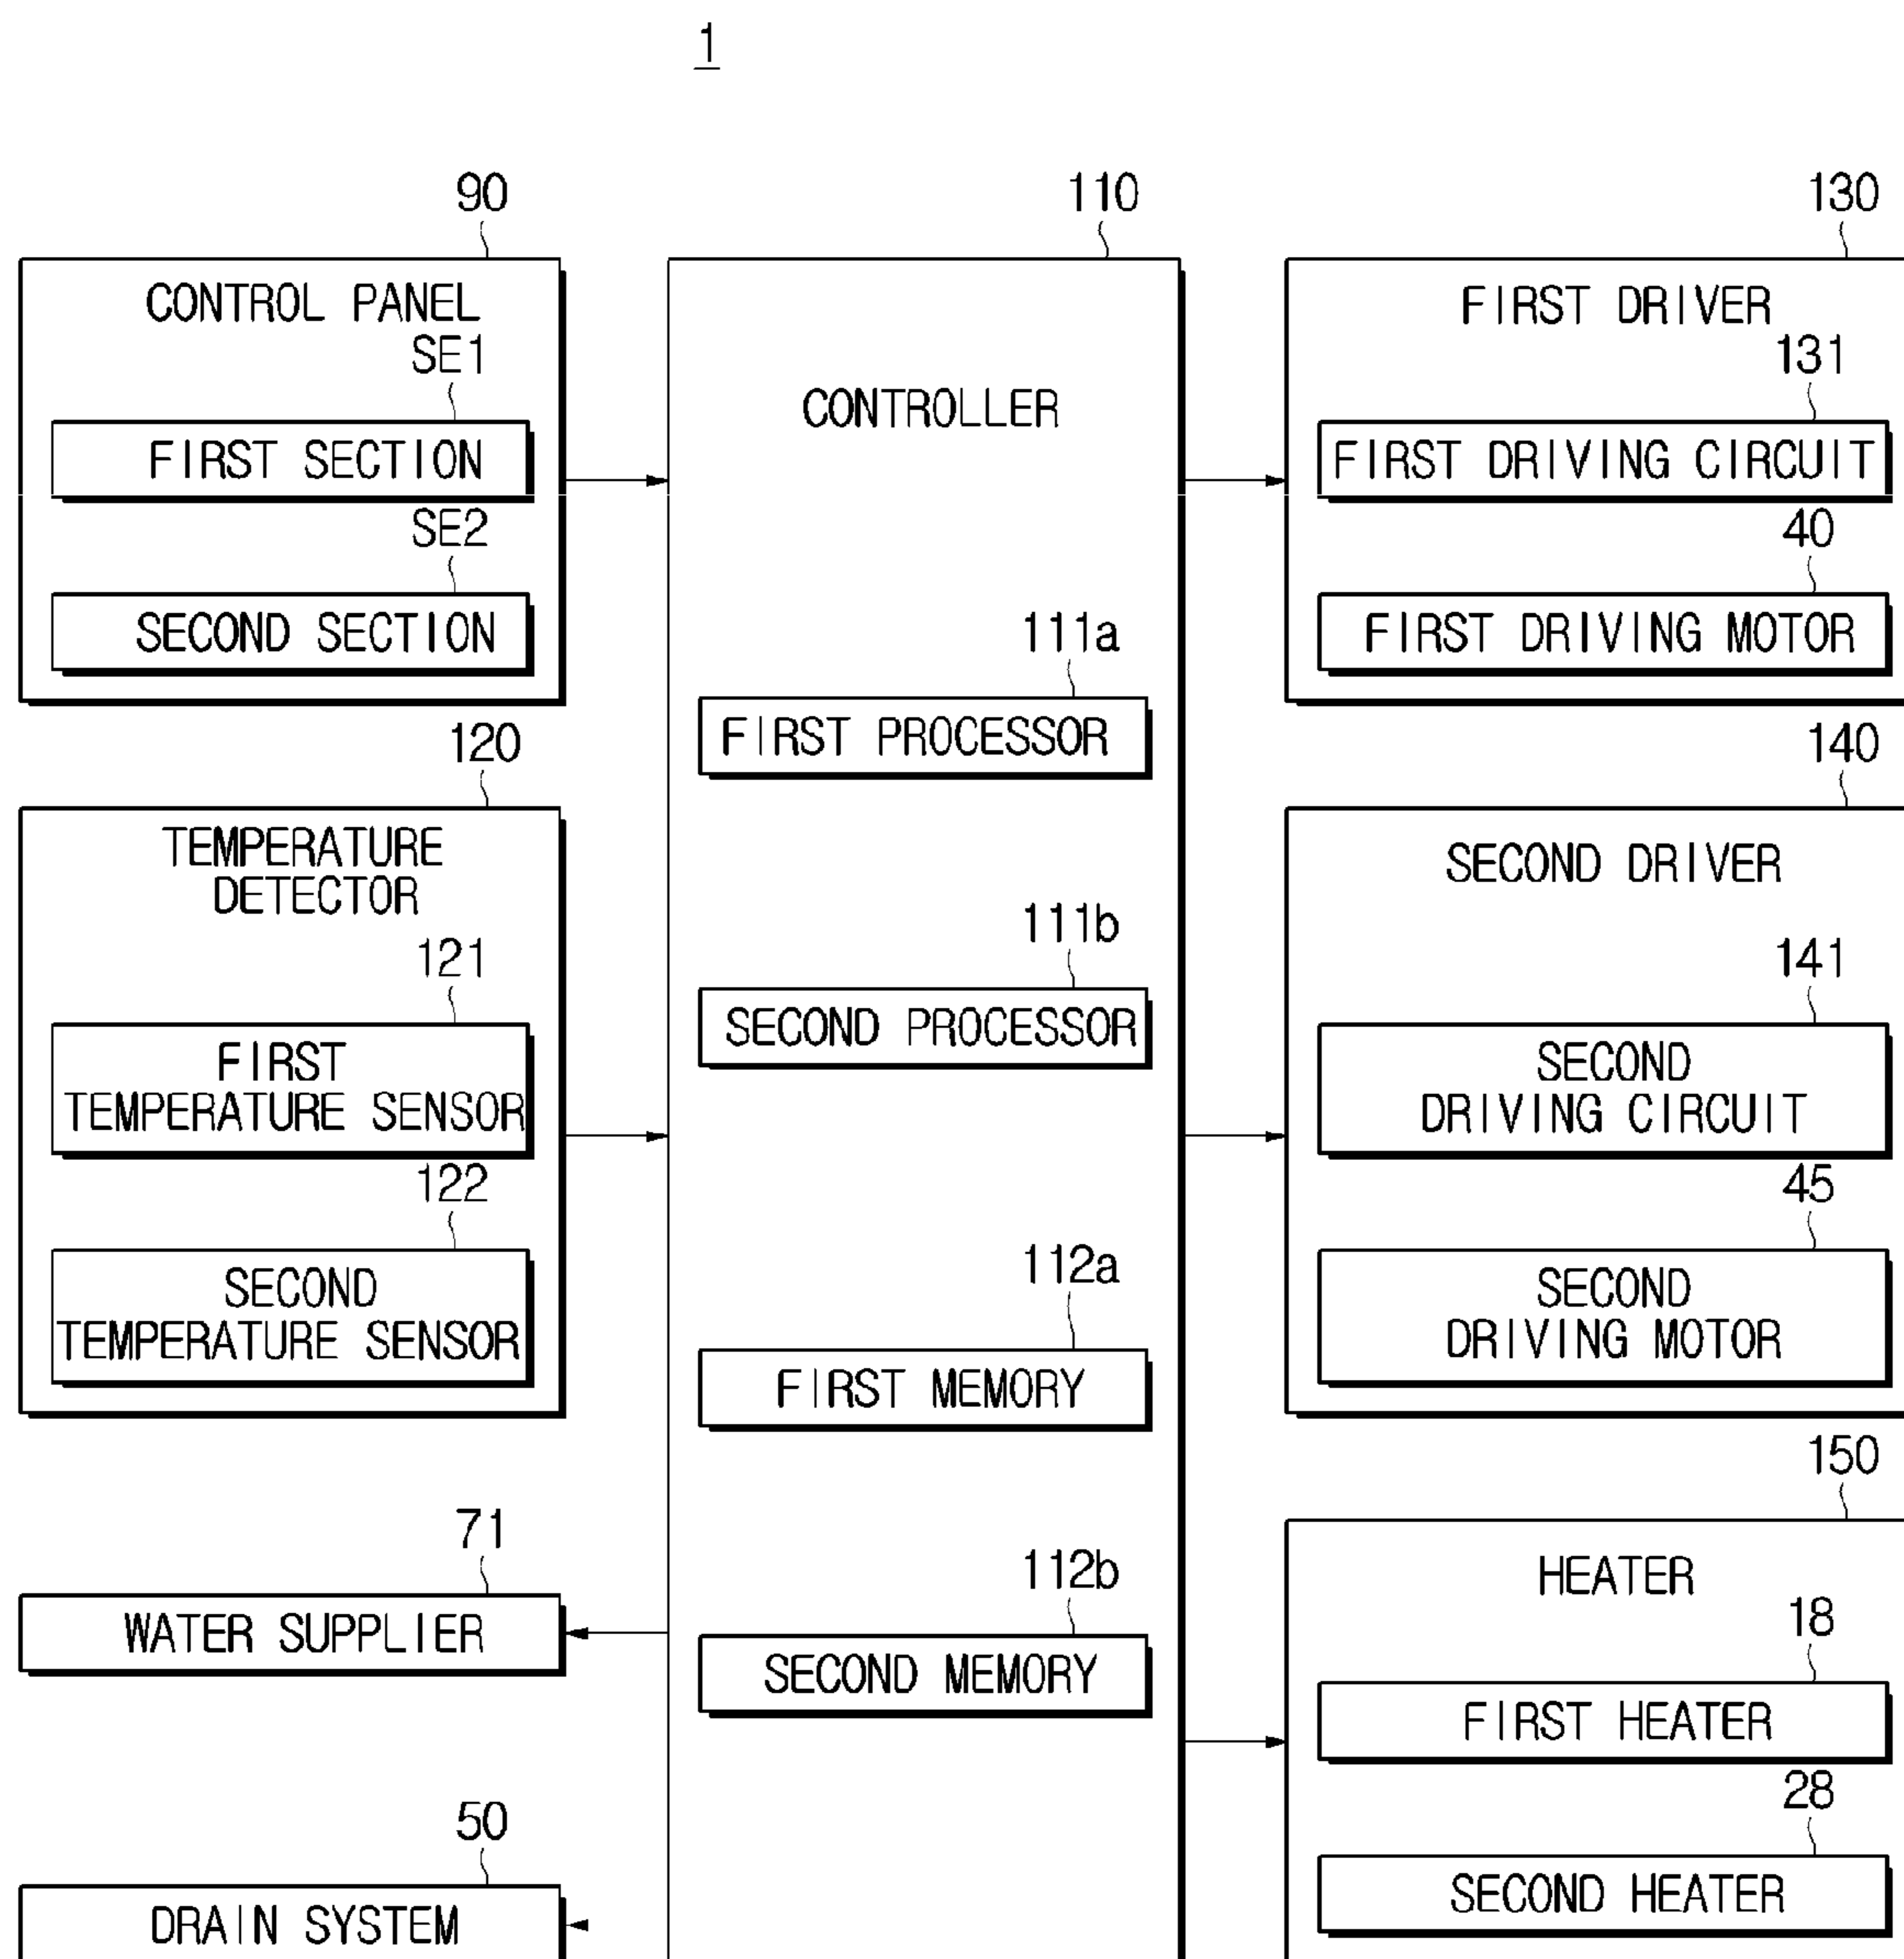 1
90
CONTROL PANEL
SE1
FIRST SECTION
SE2
SECOND SECTION
120
TEMPERATURE
DETECTOR
121
FIRST
TEMPERATURE SENSOR
122
SECOND
TEMPERATURE SENSOR
71
WATER SUPPLIER
50
DRAIN SYSTEM
110
CONTROLLER
111a
FIRST PROCESSOR
111b
SECOND PROCESSOR
112a
FIRST MEMORY
112b
SECOND MEMORY
130
FIRST DRIVER
131
FIRST DRIVING CIRCUIT
40
FIRST DRIVING MOTOR
140
SECOND DRIVER
141
SECOND
DRIVING CIRCUIT
45
SECOND
DRIVING MOTOR
150
HEATER
18
FIRST HEATER
28
SECOND HEATER